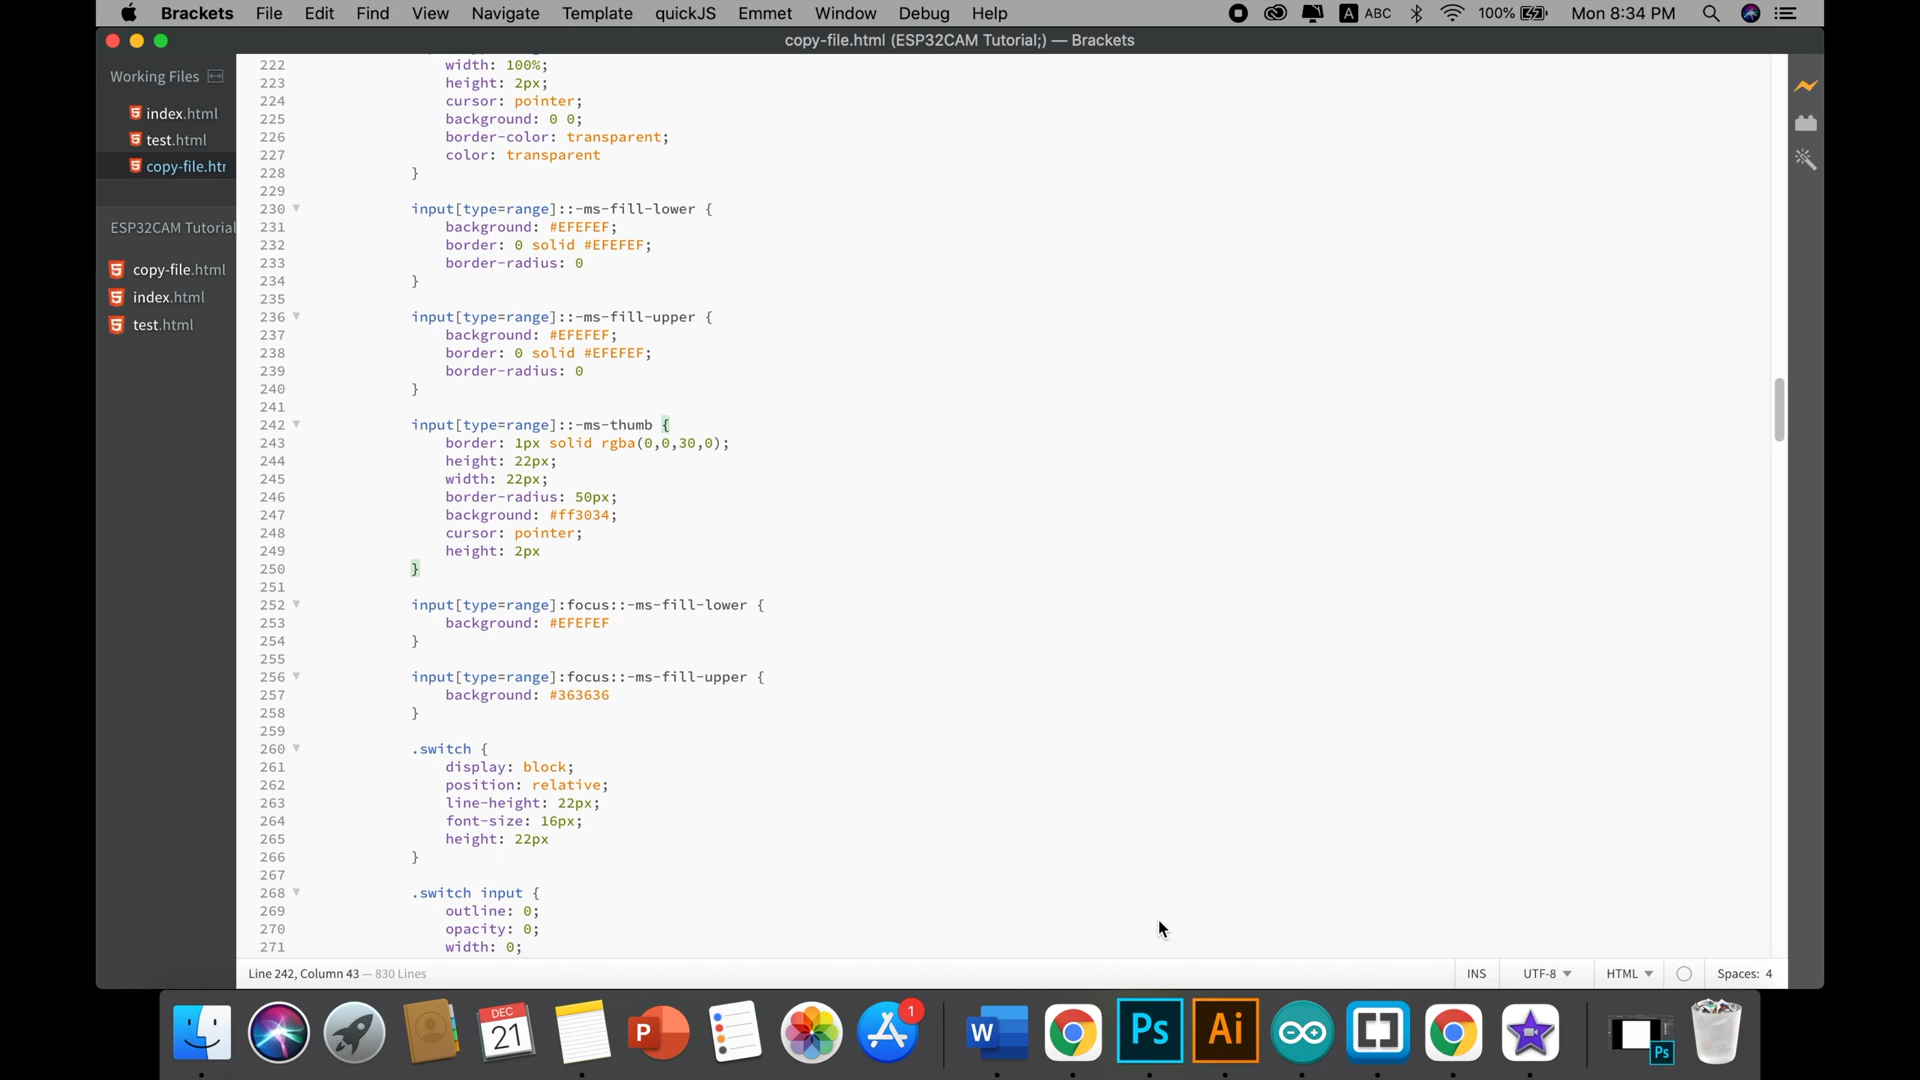 Brackets File Edit Find View Navigate Template quickJS Emmet Window Debug Help A ABC 100% Mon 8:34 PM
copy-file.html (ESP32CAM Tutorial;) — Brackets
Working Files
index.html
test.html
copy-file.htr
ESP32CAM Tutorial
copy-file.html
index.html
test.html
222 width: 100%;
223 height: 2px;
224 cursor: pointer;
225 background: 0 0;
226 border-color: transparent;
227 color: transparent
228 }
229
230 input[type=range]::-ms-fill-lower {
231 background: #EFEFEF;
232 border: 0 solid #EFEFEF;
233 border-radius: 0
234 }
235
236 input[type=range]::-ms-fill-upper {
237 background: #EFEFEF;
238 border: 0 solid #EFEFEF;
239 border-radius: 0
240 }
241
242 input[type=range]::-ms-thumb {
243 border: 1px solid rgba(0,0,30,0);
244 height: 22px;
245 width: 22px;
246 border-radius: 50px;
247 background: #ff3034;
248 cursor: pointer;
249 height: 2px
250 }
251
252 input[type=range]:focus::-ms-fill-lower {
253 background: #EFEFEF
254 }
255
256 input[type=range]:focus::-ms-fill-upper {
257 background: #363636
258 }
259
260 .switch {
261 display: block;
262 position: relative;
263 line-height: 22px;
264 font-size: 16px;
265 height: 22px
266 }
267
268 .switch input {
269 outline: 0;
270 opacity: 0;
271 width: 0;
Line 242, Column 43 — 830 Lines INS UTF-8 HTML Spaces: 4
DEC
21
P
1
W
Ps
Ai
Ps